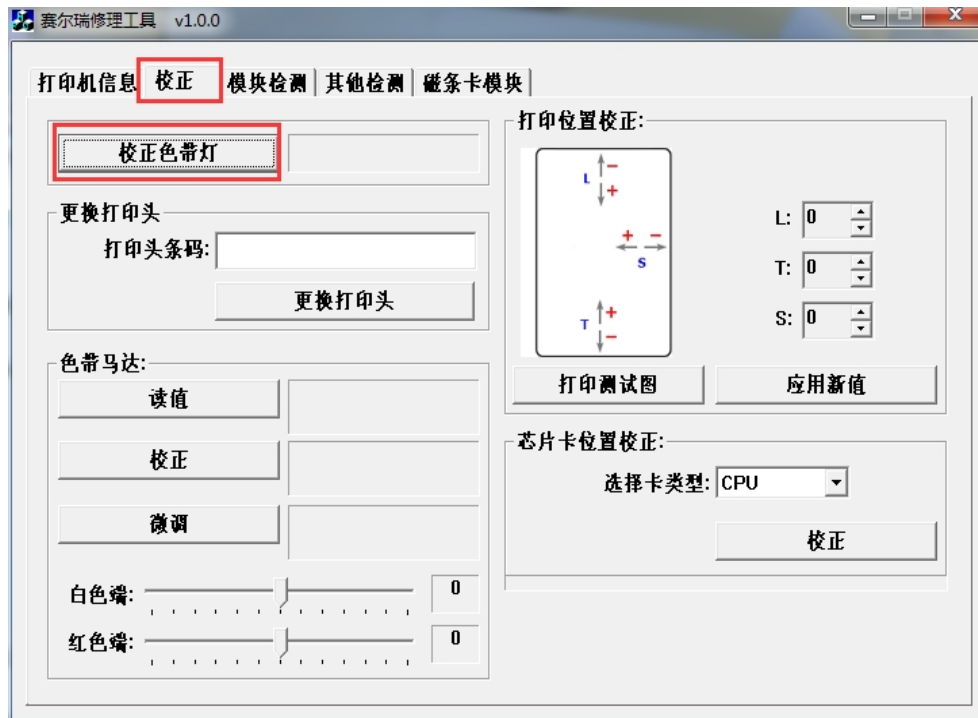 赛尔瑞修理工具 v1.0.0
打印机信息 校正 模块检测 其他检测 磁条卡模块
校正色带灯
更换打印头
打印头条码:
更换打印头
色带马达:
读值
校正
微调
白色端: 0
红色端: 0
打印位置校正:
L − +
+ − S
T + −
L: 0
T: 0
S: 0
打印测试图 应用新值
芯片卡位置校正:
选择卡类型: CPU
校正